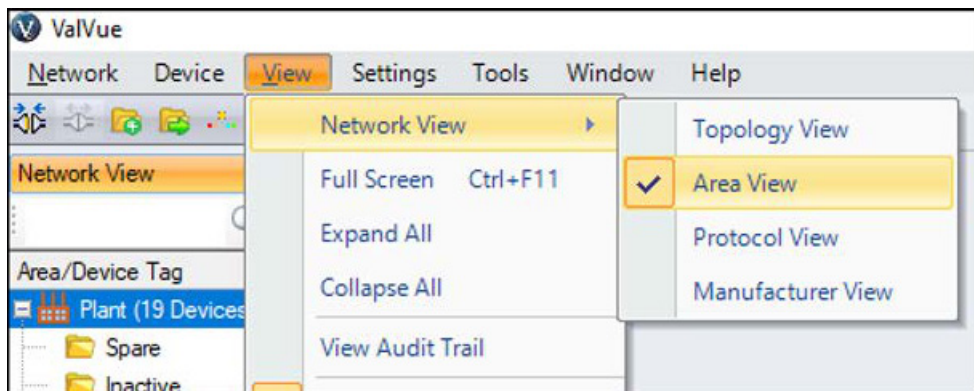 ValVue
Network Device View Settings Tools Window Help
Network View
Topology View
Network View
Full Screen Ctrl+F11
Area View
Expand All
Protocol View
Area/Device Tag
Collapse All
Manufacturer View
Plant (19 Devices
Spare
View Audit Trail
Inactive